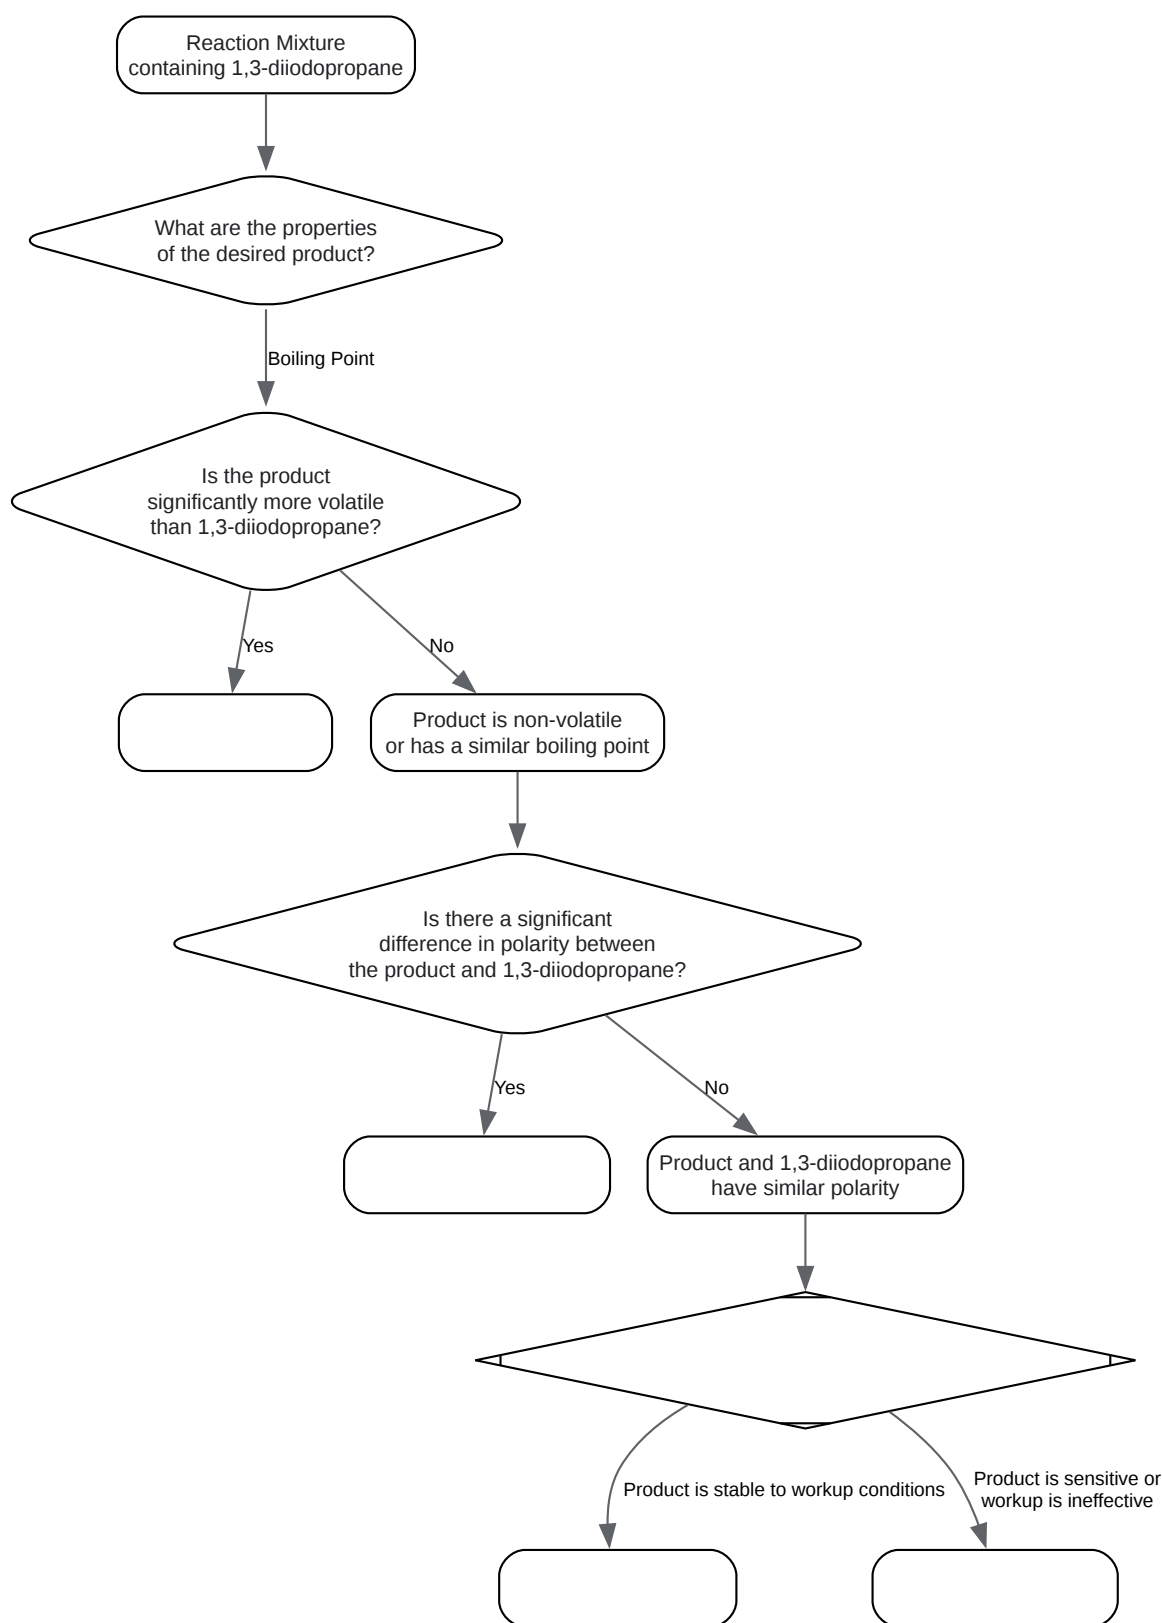 Reaction Mixture
containing 1,3-diiodopropane
What are the properties
of the desired product?
Boiling Point
Is the product
significantly more volatile
than 1,3-diiodopropane?
Yes
No
Product is non-volatile
or has a similar boiling point
Is there a significant
difference in polarity between
the product and 1,3-diiodopropane?
Yes
No
Product and 1,3-diiodopropane
have similar polarity
Product is stable to workup conditions
Product is sensitive or
workup is ineffective